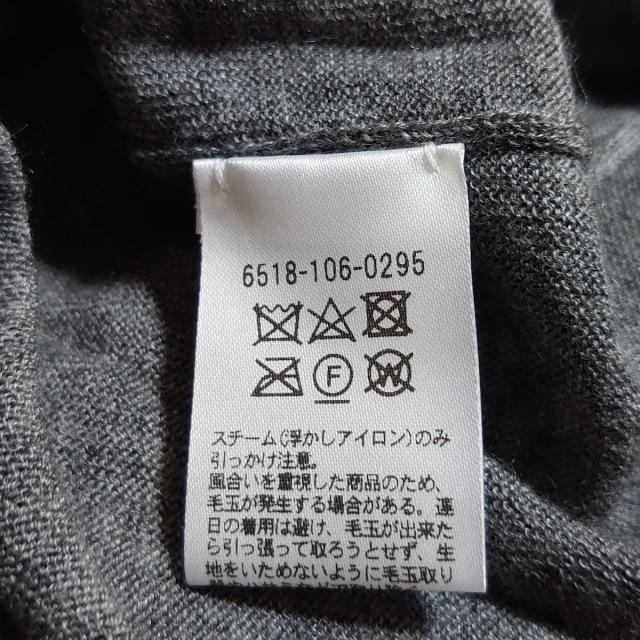 6518-106-0295
F
W
スチーム(浮かしアイロン)のみ
引っかけ注意。
風合いを重視した商品のため、
毛玉が発生する場合がある。連
日の着用は避け、毛玉が出来た
ら引っ張って取ろうとせず、生
地をいためないように毛玉取り